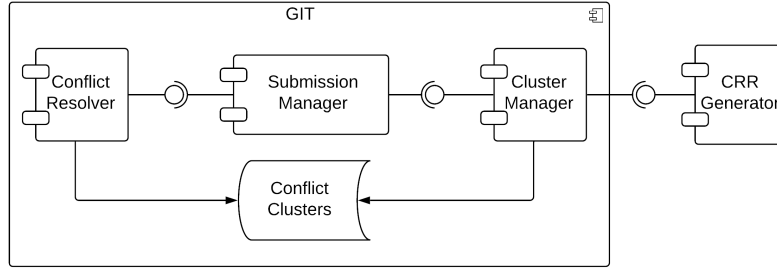 GIT
Conflict
Resolver
Submission
Manager
Cluster
Manager
CRR
Generator
Conflict
Clusters